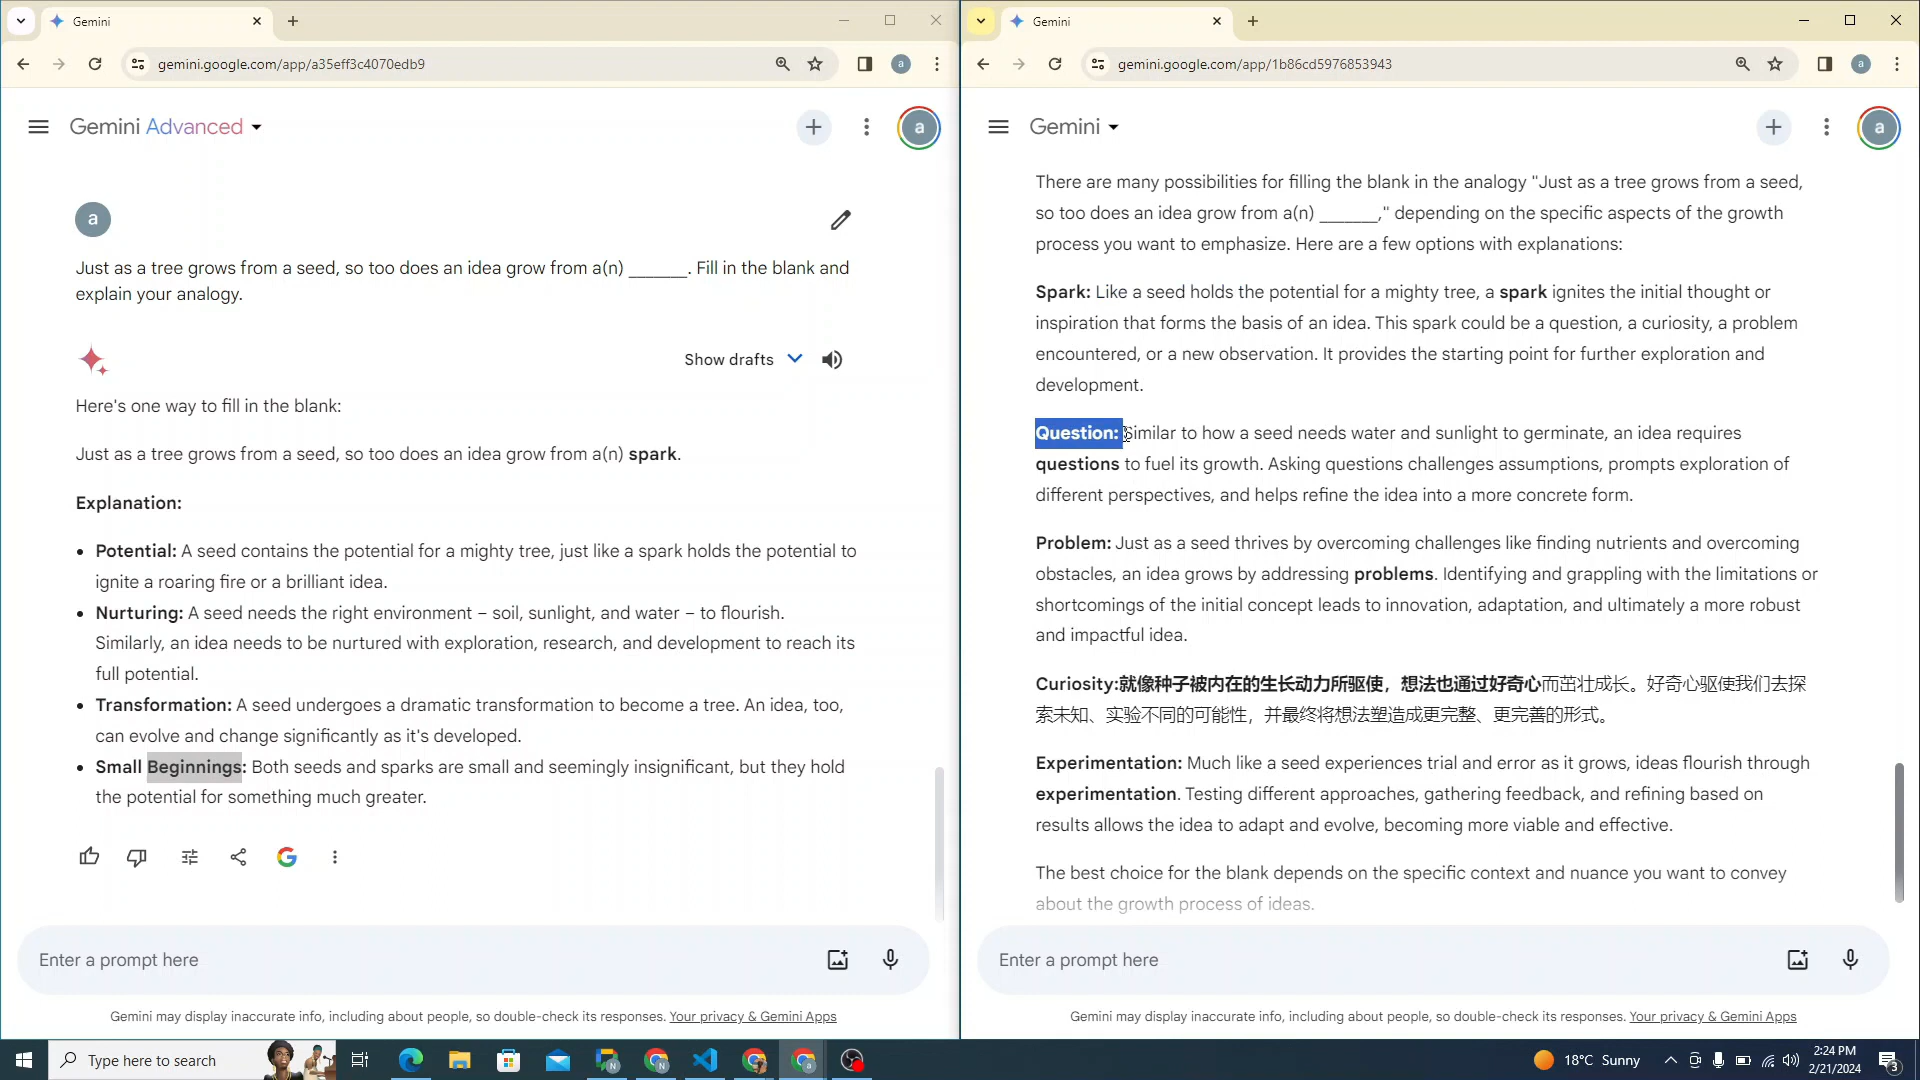 Gemini
gemini.google.com/app/a35eff3c4070edb9
a
Gemini Advanced
a
a
Just as a tree grows from a seed, so too does an idea grow from a(n) _______. Fill in the blank and
explain your analogy.
Show drafts
Here's one way to fill in the blank:
Just as a tree grows from a seed, so too does an idea grow from a(n) spark.
Explanation:
• Potential: A seed contains the potential for a mighty tree, just like a spark holds the potential to
ignite a roaring fire or a brilliant idea.
• Nurturing: A seed needs the right environment – soil, sunlight, and water – to flourish.
Similarly, an idea needs to be nurtured with exploration, research, and development to reach its
full potential.
• Transformation: A seed undergoes a dramatic transformation to become a tree. An idea, too,
can evolve and change significantly as it's developed.
• Small Beginnings: Both seeds and sparks are small and seemingly insignificant, but they hold
the potential for something much greater.
Enter a prompt here
Gemini may display inaccurate info, including about people, so double-check its responses. Your privacy & Gemini Apps
Gemini
gemini.google.com/app/1b86cd5976853943
a
Gemini
a
There are many possibilities for filling the blank in the analogy "Just as a tree grows from a seed,
so too does an idea grow from a(n) _______," depending on the specific aspects of the growth
process you want to emphasize. Here are a few options with explanations:
Spark: Like a seed holds the potential for a mighty tree, a spark ignites the initial thought or
inspiration that forms the basis of an idea. This spark could be a question, a curiosity, a problem
encountered, or a new observation. It provides the starting point for further exploration and
development.
Question: Similar to how a seed needs water and sunlight to germinate, an idea requires
questions to fuel its growth. Asking questions challenges assumptions, prompts exploration of
different perspectives, and helps refine the idea into a more concrete form.
Problem: Just as a seed thrives by overcoming challenges like finding nutrients and overcoming
obstacles, an idea grows by addressing problems. Identifying and grappling with the limitations or
shortcomings of the initial concept leads to innovation, adaptation, and ultimately a more robust
and impactful idea.
Curiosity:就像种子被内在的生长动力所驱使，想法也通过好奇心而茁壮成长。好奇心驱使我们去探
索未知、实验不同的可能性，并最终将想法塑造成更完整、更完善的形式。
Experimentation: Much like a seed experiences trial and error as it grows, ideas flourish through
experimentation. Testing different approaches, gathering feedback, and refining based on
results allows the idea to adapt and evolve, becoming more viable and effective.
The best choice for the blank depends on the specific context and nuance you want to convey
about the growth process of ideas.
Enter a prompt here
Gemini may display inaccurate info, including about people, so double-check its responses. Your privacy & Gemini Apps
Type here to search
N
N
a
18°C Sunny
2:24 PM
2/21/2024
3